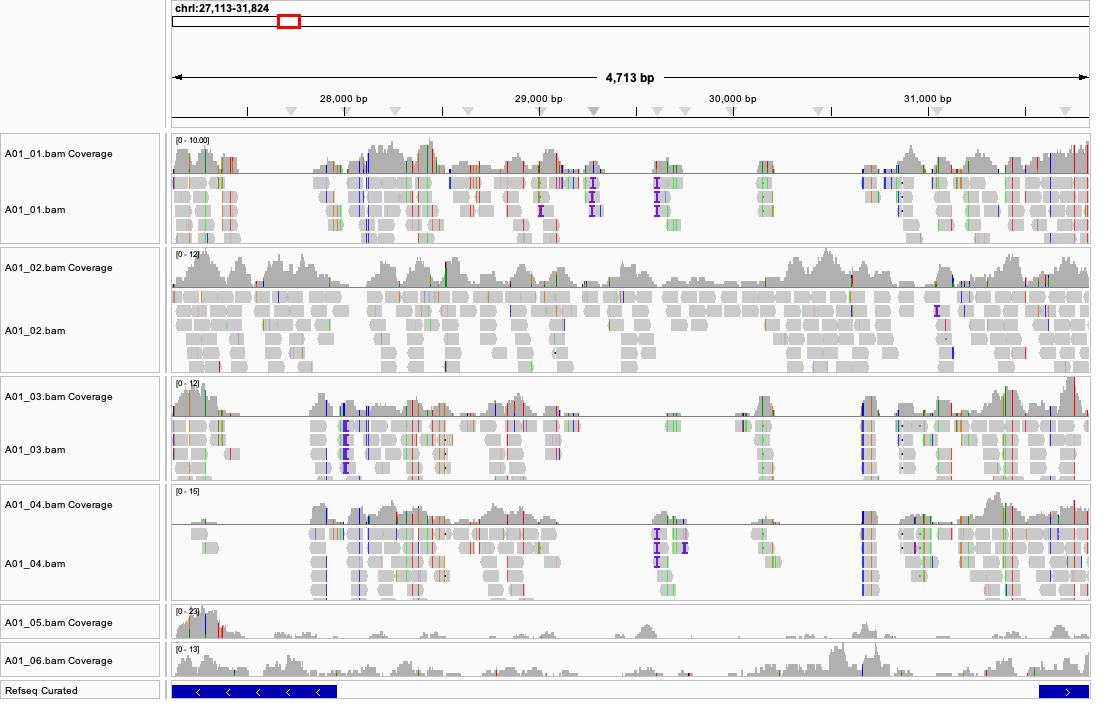 chrI:27,113-31,824
4,713 bp
28,000 bp 29,000 bp 30,000 bp 31,000 bp
[0 - 10.00]
A01_01.bam Coverage
A01_01.bam
[0 - 12]
A01_02.bam Coverage
A01_02.bam
[0 - 12]
A01_03.bam Coverage
A01_03.bam
[0 - 15]
A01_04.bam Coverage
A01_04.bam
[0 - 23]
A01_05.bam Coverage
[0 - 13]
A01_06.bam Coverage
Refseq Curated